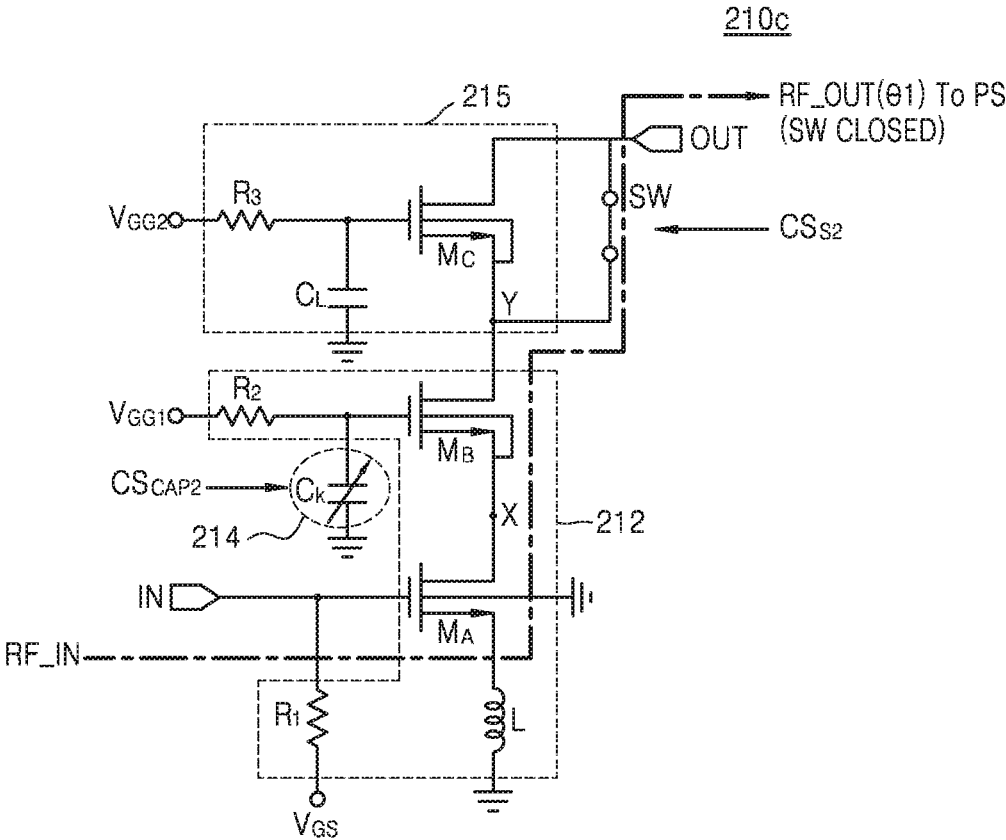 210c
215
RF_OUT(θ1) To PS
(SW CLOSED)
OUT
R3
SW
VGG2
MC
CSS2
CL
Y
R2
VGG1
MB
CSCAP2
Ck
X
212
214
IN
MA
RF_IN
R1
L
VGS